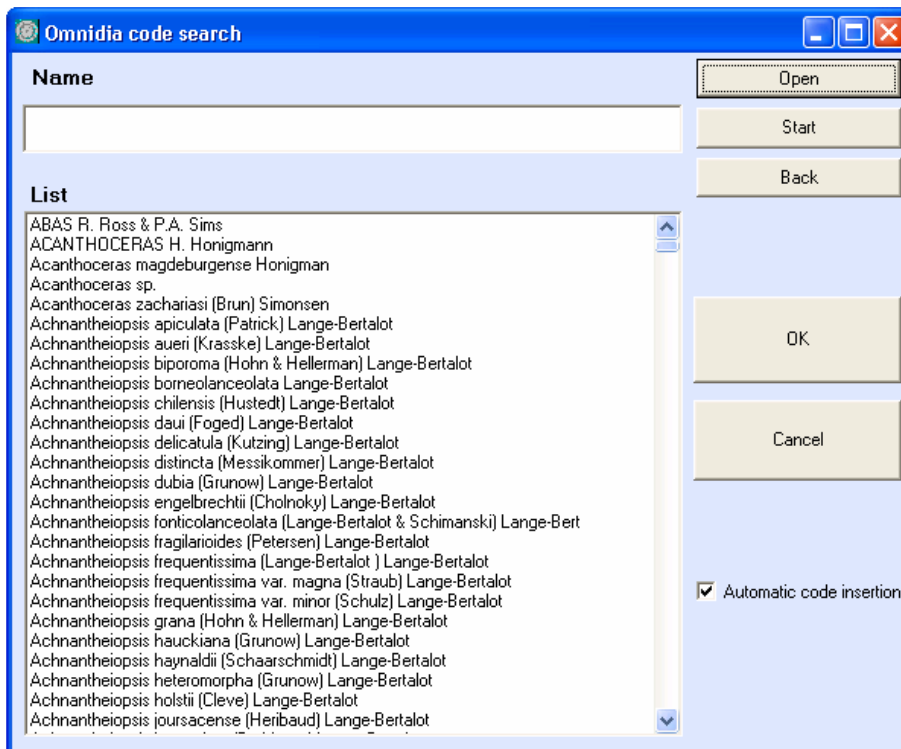 Omnidia code search
Name
Open
Start
Back
List
ABAS R. Ross & P.A. Sims
ACANTHOCERAS H. Honigmann
Acanthoceras magdeburgense Honigman
Acanthoceras sp.
Acanthoceras zachariasi (Brun) Simonsen
Achnantheiopsis apiculata (Patrick) Lange-Bertalot
Achnantheiopsis aueri (Krasske) Lange-Bertalot
Achnantheiopsis biporoma (Hohn & Hellerman) Lange-Bertalot
Achnantheiopsis borneolanceolata Lange-Bertalot
Achnantheiopsis chilensis (Hustedt) Lange-Bertalot
Achnantheiopsis daui (Foged) Lange-Bertalot
Achnantheiopsis delicatula (Kutzing) Lange-Bertalot
Achnantheiopsis distincta (Messikommer) Lange-Bertalot
Achnantheiopsis dubia (Grunow) Lange-Bertalot
Achnantheiopsis engelbrechtii (Cholnoky) Lange-Bertalot
Achnantheiopsis fonticolanceolata (Lange-Bertalot & Schimanski) Lange-Bert
Achnantheiopsis fragilarioides (Petersen) Lange-Bertalot
Achnantheiopsis frequentissima (Lange-Bertalot ) Lange-Bertalot
Achnantheiopsis frequentissima var. magna (Straub) Lange-Bertalot
Achnantheiopsis frequentissima var. minor (Schulz) Lange-Bertalot
Achnantheiopsis grana (Hohn & Hellerman) Lange-Bertalot
Achnantheiopsis hauckiana (Grunow) Lange-Bertalot
Achnantheiopsis haynaldii (Schaarschmidt) Lange-Bertalot
Achnantheiopsis heteromorpha (Grunow) Lange-Bertalot
Achnantheiopsis holstii (Cleve) Lange-Bertalot
Achnantheiopsis joursacense (Heribaud) Lange-Bertalot
OK
Cancel
Automatic code insertion